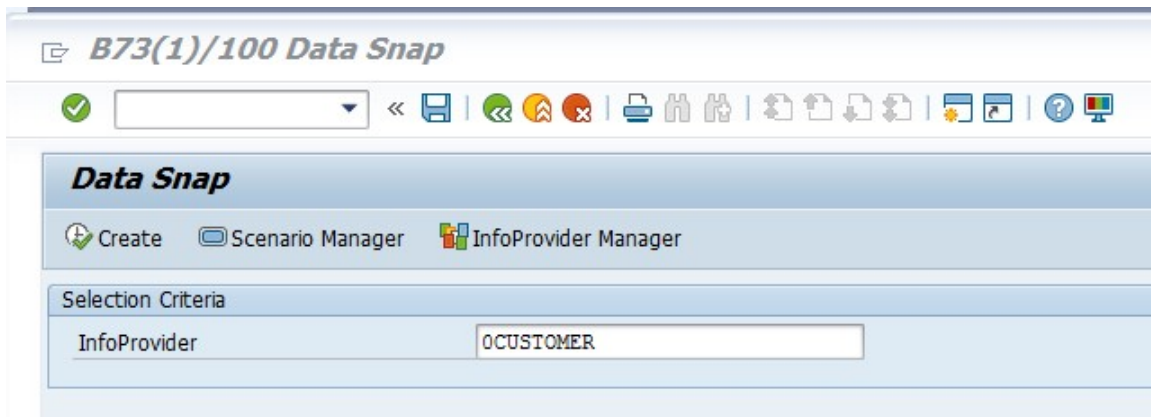 B73(1)/100 Data Snap
Data Snap
Create Scenario Manager InfoProvider Manager
Selection Criteria
InfoProvider 0CUSTOMER